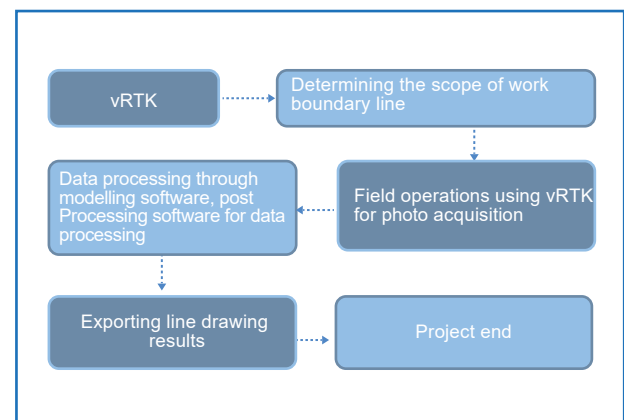 vRTK
Determining the scope of work
boundary line
Field operations using vRTK
for photo acquisition
Data processing through
modelling software, post
Processing software for data
processing
Exporting line drawing
results
Project end